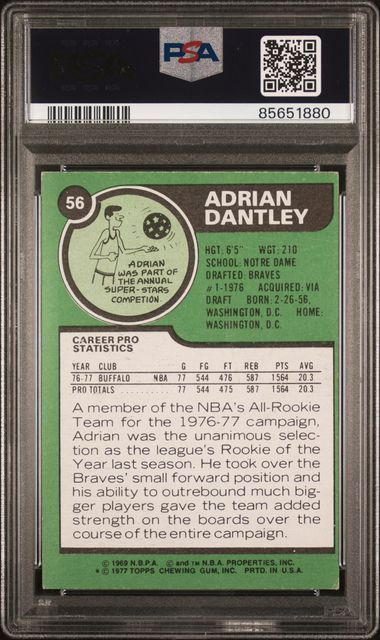 PSA
85651880
56
ADRIAN
DANTLEY
ADRIAN
WAS PART OF
THE ANNUAL
SUPER-STARS
COMPETION.
HGT: 6'5" WGT: 210
SCHOOL: NOTRE DAME
DRAFTED: BRAVES
#1-1976 ACQUIRED: VIA
DRAFT BORN: 2-26-56,
WASHINGTON, D.C. HOME:
WASHINGTON, D.C.
CAREER PRO
STATISTICS
YEAR CLUB G FG FT REB PTS AVG
76-77 BUFFALO NBA 77 544 476 587 1564 20.3
PRO TOTALS 77 544 475 587 1564 20.3
A member of the NBA's All-Rookie
Team for the 1976-77 campaign,
Adrian was the unanimous selec-
tion as the league's Rookie of the
Year last season. He took over the
Braves' small forward position and
his ability to outrebound much big-
ger players gave the team added
strength on the boards over the
course of the entire campaign.
© 1969 N.B.P.A. © and ™ N.B.A. PROPERTIES, INC.
* © 1977 TOPPS CHEWING GUM, INC. PRTD. IN U.S.A.